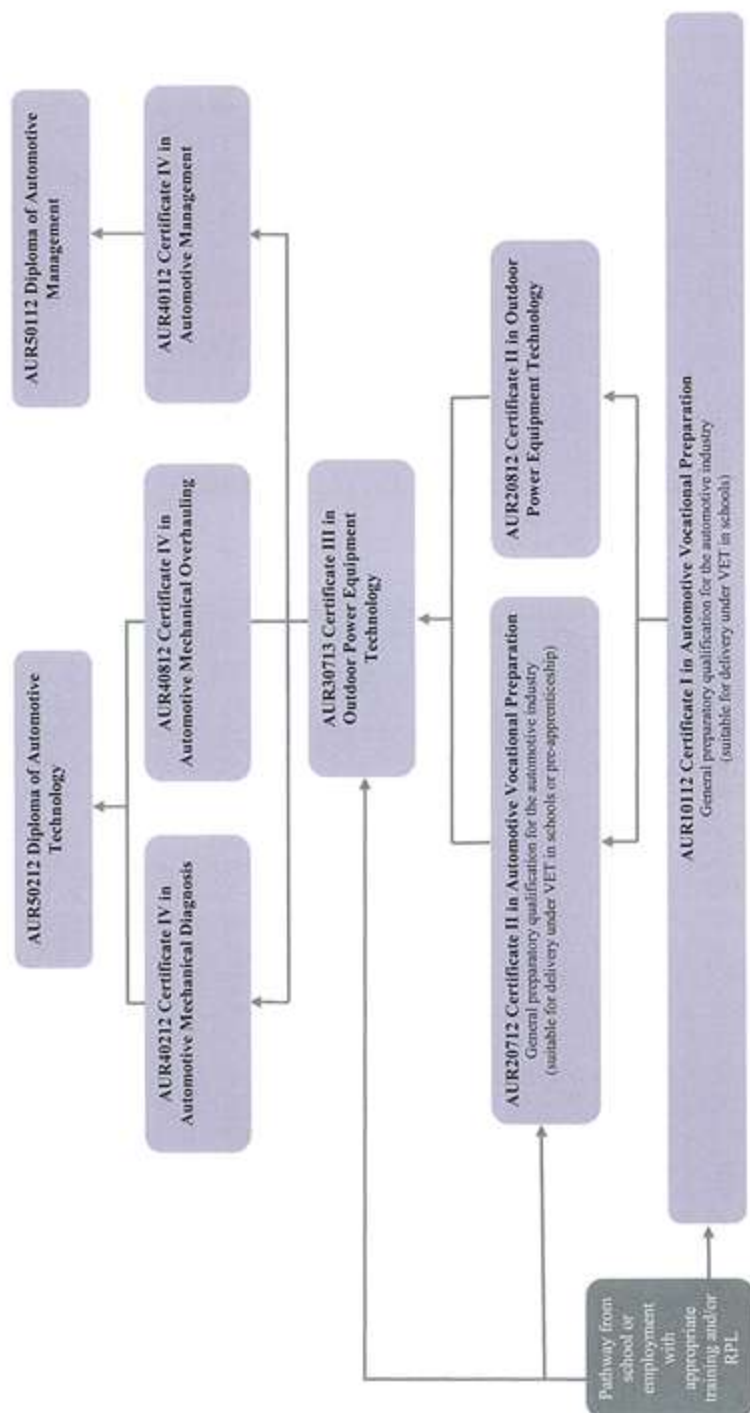 AUR50212 Diploma of Automotive
Technology
AUR50112 Diploma of Automotive
Management
AUR40212 Certificate IV in
Automotive Mechanical Diagnosis
AUR40812 Certificate IV in
Automotive Mechanical Overhauling
AUR40112 Certificate IV in
Automotive Management
AUR30713 Certificate III in
Outdoor Power Equipment
Technology
AUR20712 Certificate II in Automotive Vocational Preparation
General preparatory qualification for the automotive industry
(suitable for delivery under VET in schools or pre-apprenticeship)
AUR20812 Certificate II in Outdoor
Power Equipment Technology
Pathway from
school or
employment
with
appropriate
training and/or
RPL
AUR10112 Certificate I in Automotive Vocational Preparation
General preparatory qualification for the automotive industry
(suitable for delivery under VET in schools)